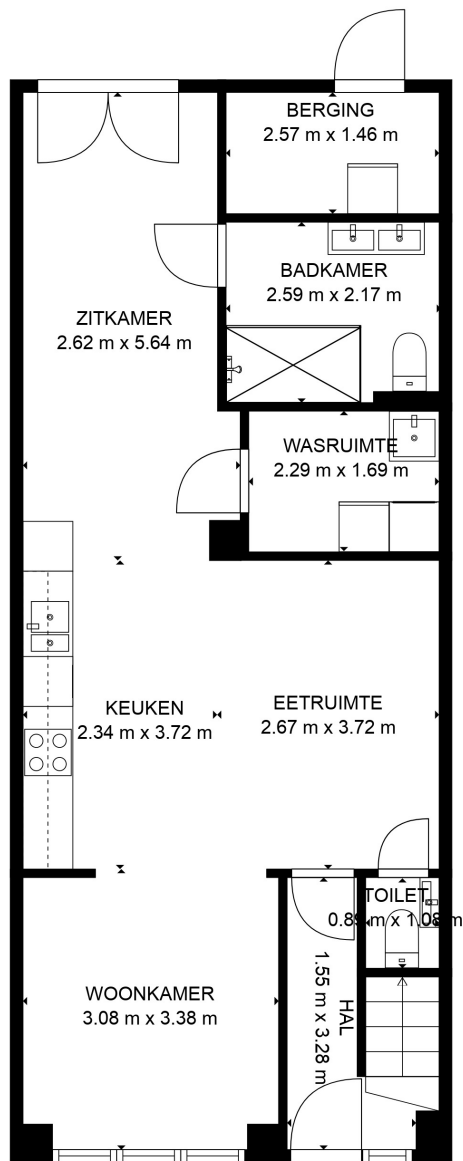 BERGING
2.57 m x 1.46 m
BADKAMER
2.59 m x 2.17 m
ZITKAMER
2.62 m x 5.64 m
WASRUIMTE
2.29 m x 1.69 m
KEUKEN
2.34 m x 3.72 m
EETRUIMTE
2.67 m x 3.72 m
TOILET
0.89 m x 1.08 m
WOONKAMER
3.08 m x 3.38 m
HAL
1.55 m x 3.28 m